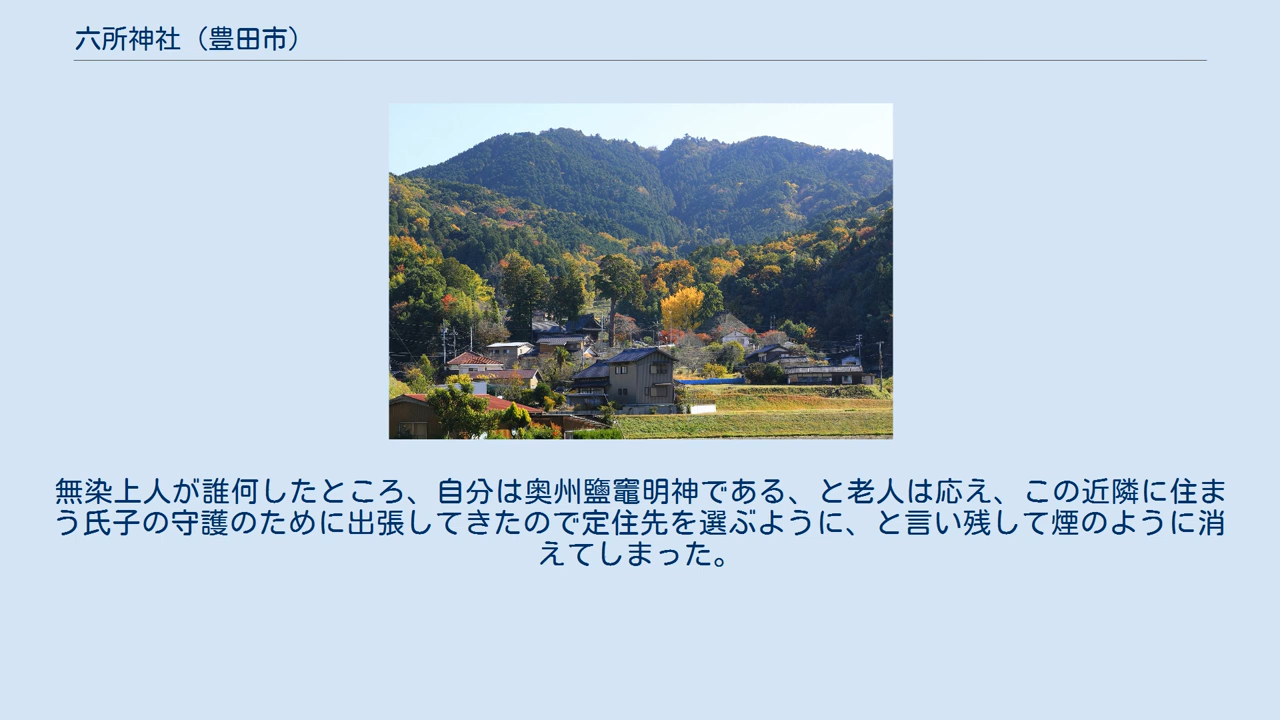 六所神社（豊田市）
無染上人が誰何したところ、自分は奥州鹽竈明神である、と老人は応え、この近隣に住ま
う氏子の守護のために出張してきたので定住先を選ぶように、と言い残して煙のように消
えてしまった。